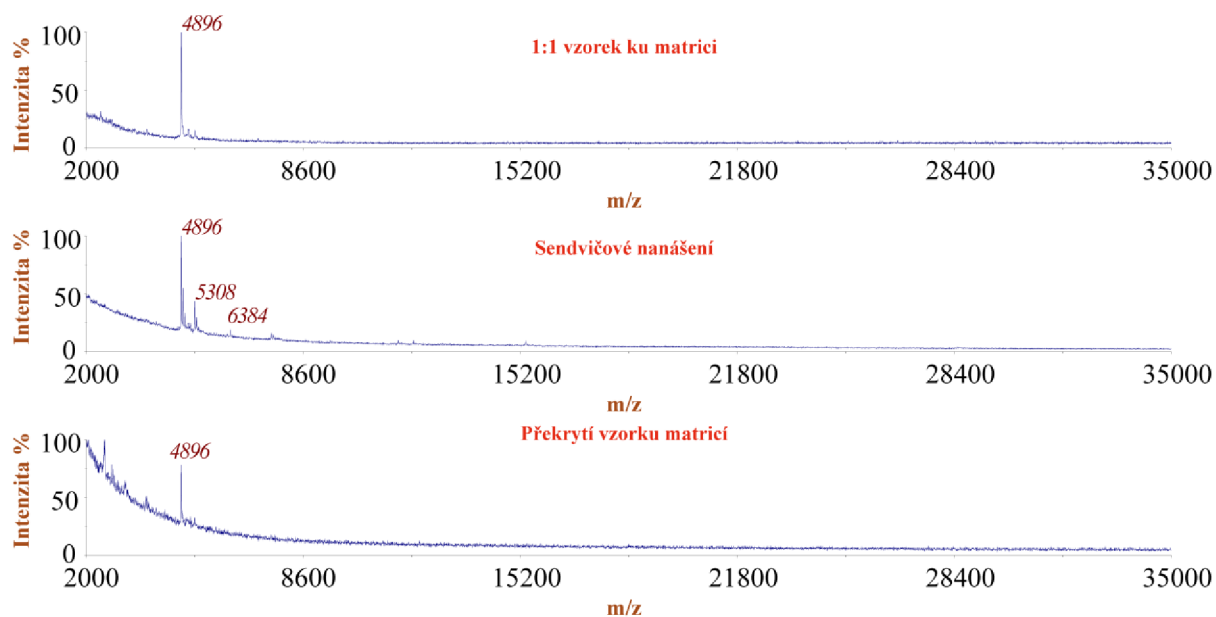 4896
1:1 vzorek ku matrici
Intenzita %
100
50
0
2000 8600 15200 21800 28400 35000
m/z
4896
Sendvičové nanášení
5308
6384
Intenzita %
100
50
0
2000 8600 15200 21800 28400 35000
m/z
Překrytí vzorku matricí
4896
Intenzita %
100
50
0
2000 8600 15200 21800 28400 35000
m/z